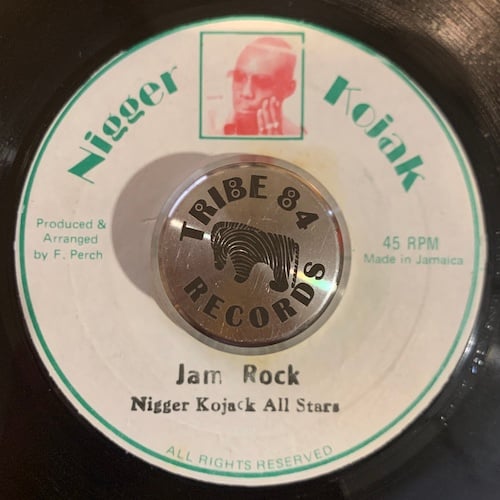 Nigger Kojak
Produced &
Arranged
by F. Perch
45 RPM
Made in Jamaica
TRIBE 84
RECORDS
Jam Rock
Nigger Kojack All Stars
ALL RIGHTS RESERVED